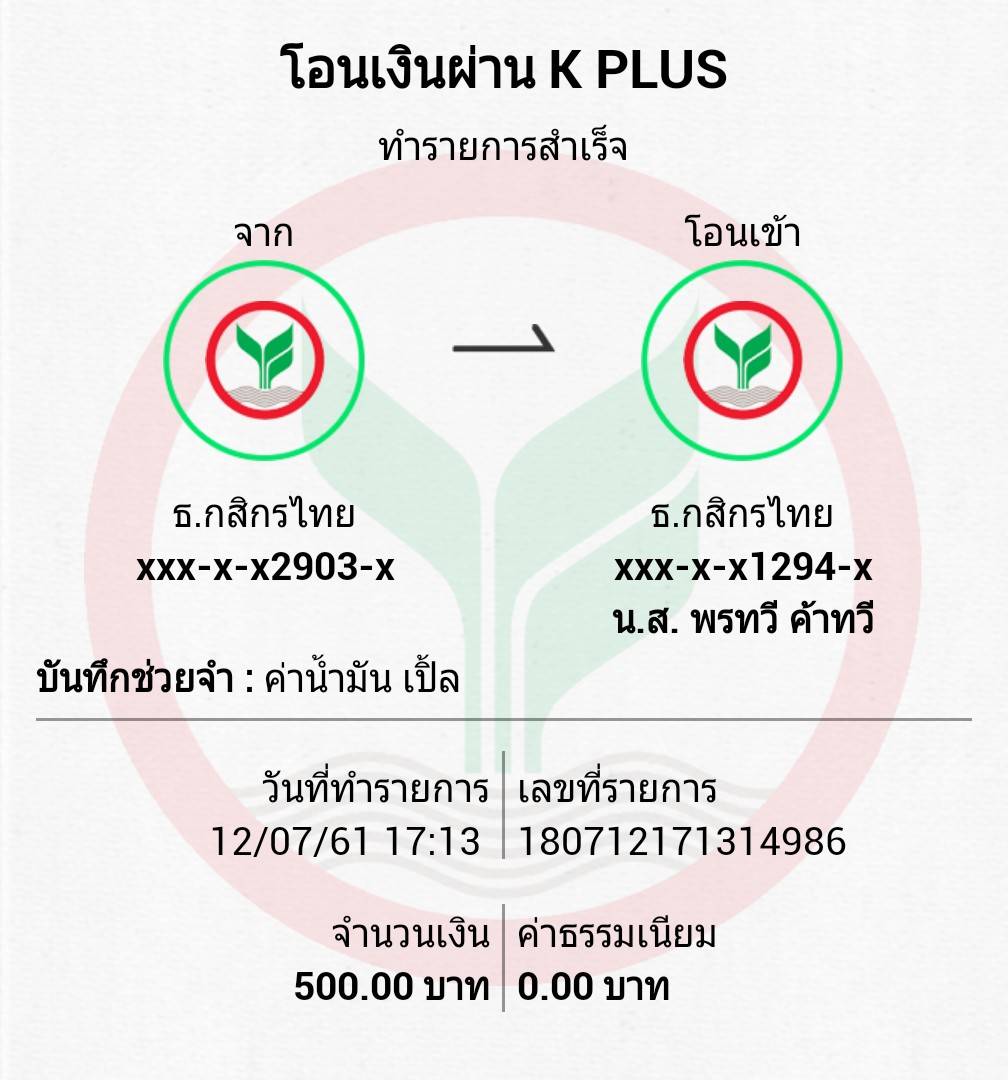 โอนเงินผ่าน K PLUS
ทำรายการสำเร็จ
จาก
โอนเข้า
ธ.กสิกรไทย
xxx-x-x2903-x
ธ.กสิกรไทย
xxx-x-x1294-x
น.ส. พรทวี ค้าทวี
บันทึกช่วยจำ : ค่าน้ำมัน เปิ้ล
วันที่ทำรายการ
12/07/61 17:13
เลขที่รายการ
180712171314986
จำนวนเงิน
500.00 บาท
ค่าธรรมเนียม
0.00 บาท